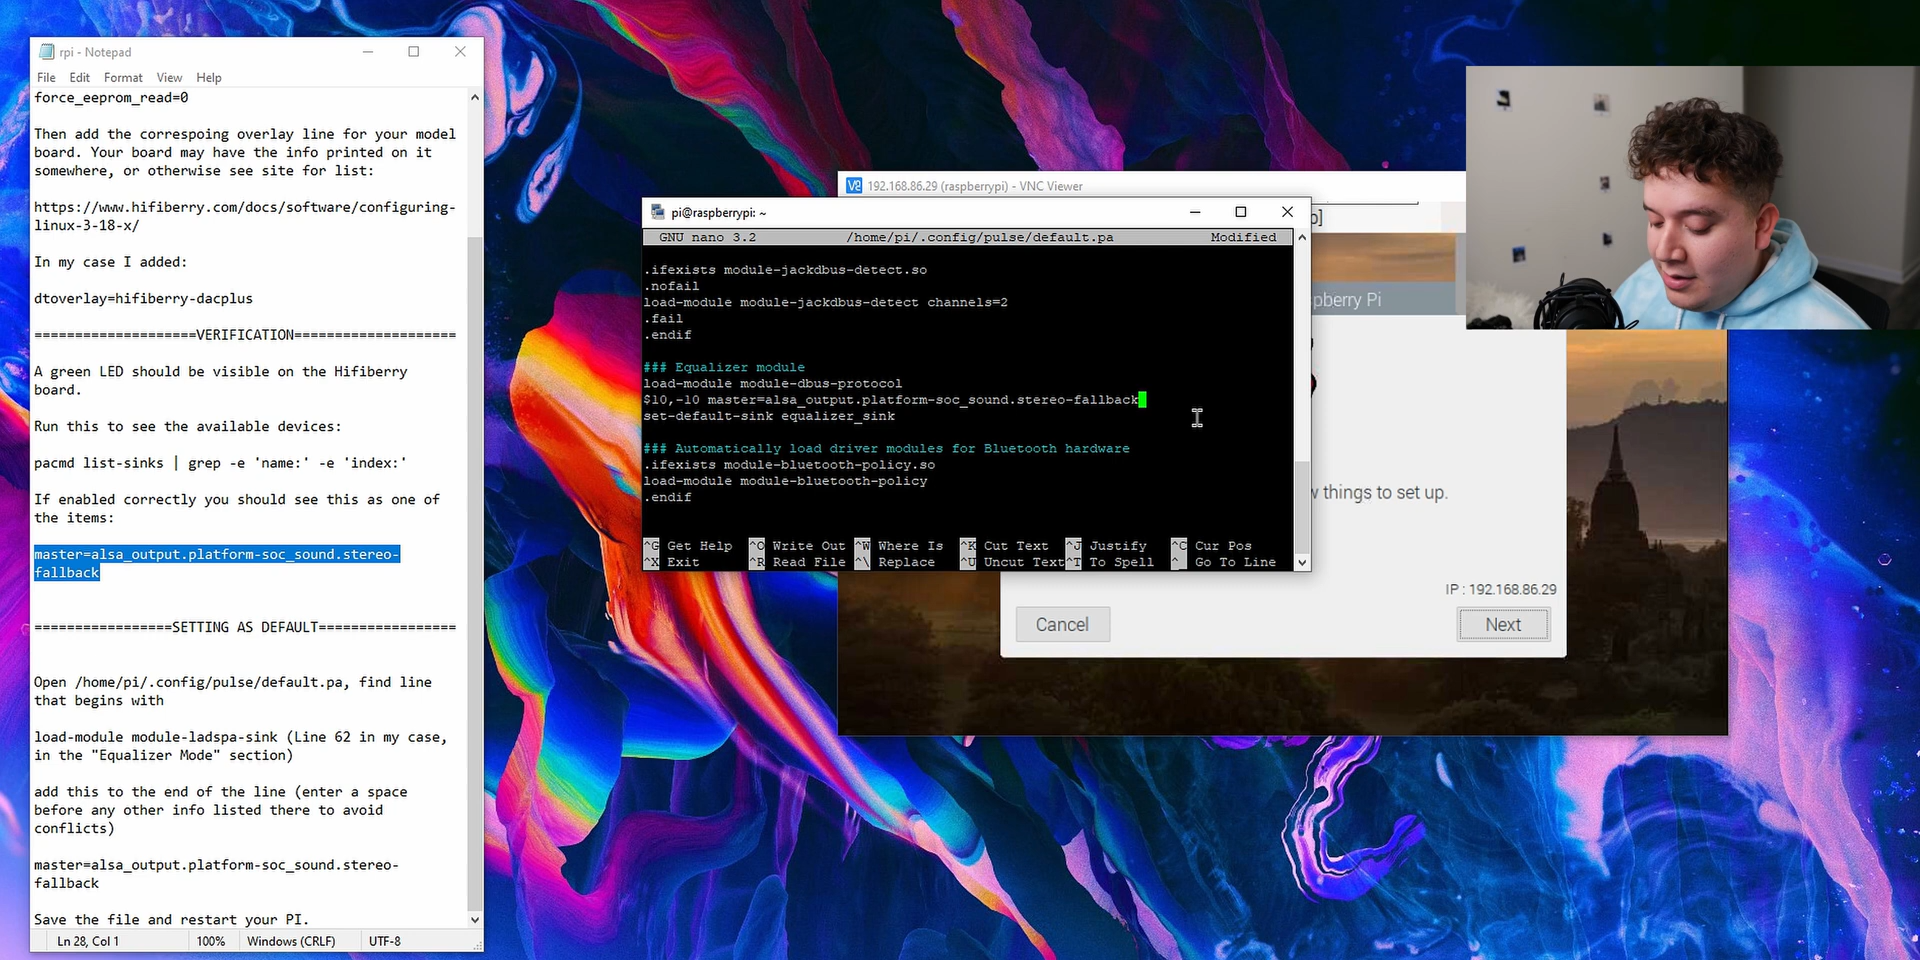 rpi - Notepad
File Edit Format View Help
force_eeprom_read=0
Then add the correspoing overlay line for your model
board. Your board may have the info printed on it
somewhere, or otherwise see site for list:
https://www.hifiberry.com/docs/software/configuring-
linux-3-18-x/
In my case I added:
dtoverlay=hifiberry-dacplus
====================VERIFICATION====================
A green LED should be visible on the Hifiberry
board.
Run this to see the available devices:
pacmd list-sinks | grep -e 'name:' -e 'index:'
If enabled correctly you should see this as one of
the items:
master=alsa_output.platform-soc_sound.stereo-
fallback
=================SETTING AS DEFAULT=================
Open /home/pi/.config/pulse/default.pa, find line
that begins with
load-module module-ladspa-sink (Line 62 in my case,
in the "Equalizer Mode" section)
add this to the end of the line (enter a space
before any other info listed there to avoid
conflicts)
master=alsa_output.platform-soc_sound.stereo-
fallback
Save the file and restart your PI.
Ln 28, Col 1 100% Windows (CRLF) UTF-8
192.168.86.29 (raspberrypi) - VNC Viewer
pi@raspberrypi: ~
GNU nano 3.2 /home/pi/.config/pulse/default.pa Modified
.ifexists module-jackdbus-detect.so
.nofail
load-module module-jackdbus-detect channels=2
.fail
.endif
### Equalizer module
load-module module-dbus-protocol
$10,-10 master=alsa_output.platform-soc_sound.stereo-fallback
set-default-sink equalizer_sink
### Automatically load driver modules for Bluetooth hardware
.ifexists module-bluetooth-policy.so
load-module module-bluetooth-policy
.endif
^G Get Help ^O Write Out ^W Where Is ^K Cut Text ^J Justify ^C Cur Pos
^X Exit ^R Read File ^\ Replace ^U Uncut Text ^T To Spell ^_ Go To Line
pberry Pi
things to set up.
IP : 192.168.86.29
Cancel Next